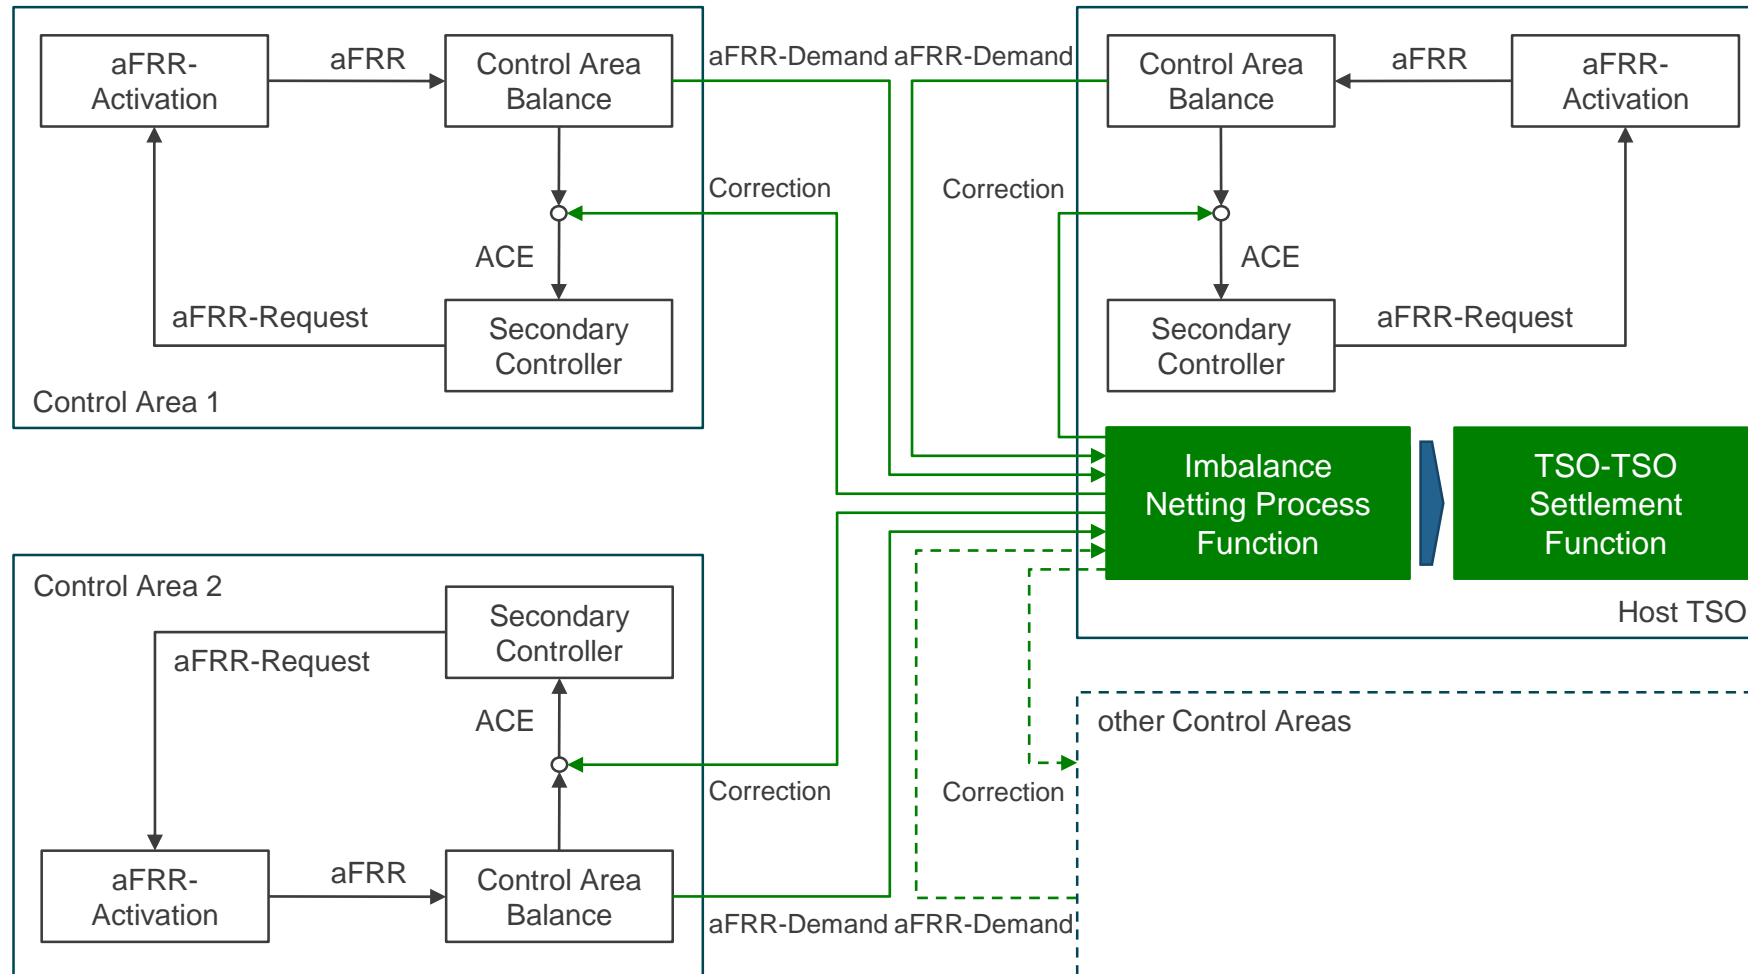 aFRR-
Activation
aFRR
Control Area
Balance
aFRR-Demand
Correction
ACE
aFRR-Request
Secondary
Controller
Control Area 1
aFRR-Demand
Control Area
Balance
aFRR
aFRR-
Activation
Correction
ACE
Secondary
Controller
aFRR-Request
Imbalance
Netting Process
Function
TSO-TSO
Settlement
Function
Host TSO
Control Area 2
Secondary
Controller
aFRR-Request
ACE
Correction
aFRR-
Activation
aFRR
Control Area
Balance
aFRR-Demand
other Control Areas
Correction
aFRR-Demand